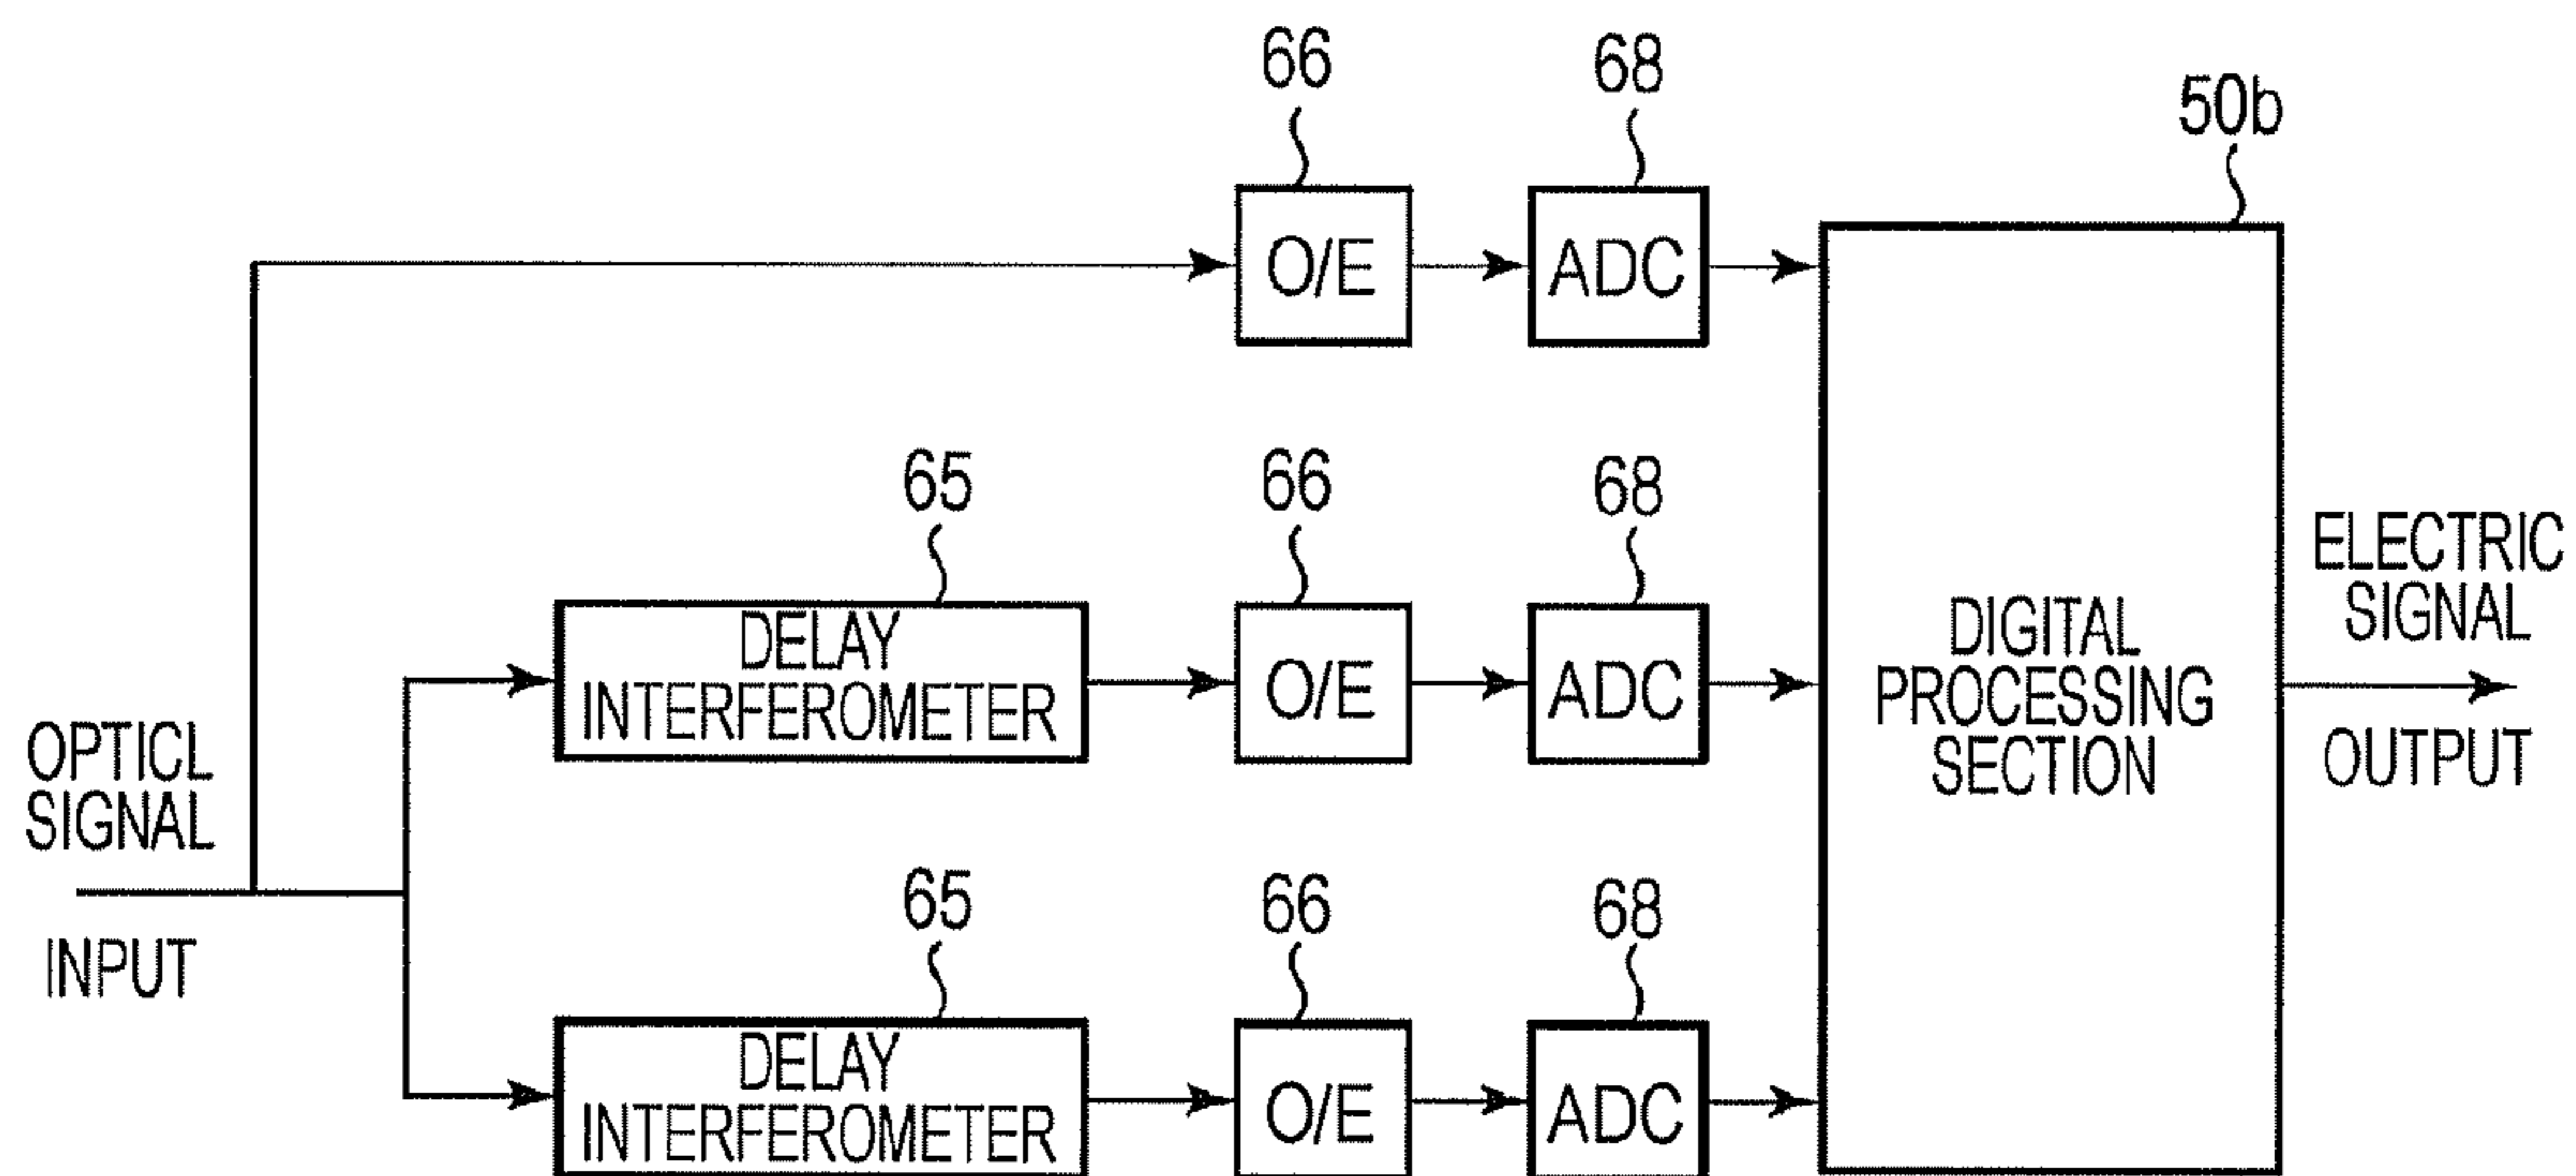 66
68
50b
O/E
ADC
65
66
68
DELAY
INTERFEROMETER
O/E
ADC
DIGITAL
PROCESSING
SECTION
ELECTRIC
SIGNAL
OUTPUT
OPTICL
SIGNAL
INPUT
65
66
68
DELAY
INTERFEROMETER
O/E
ADC